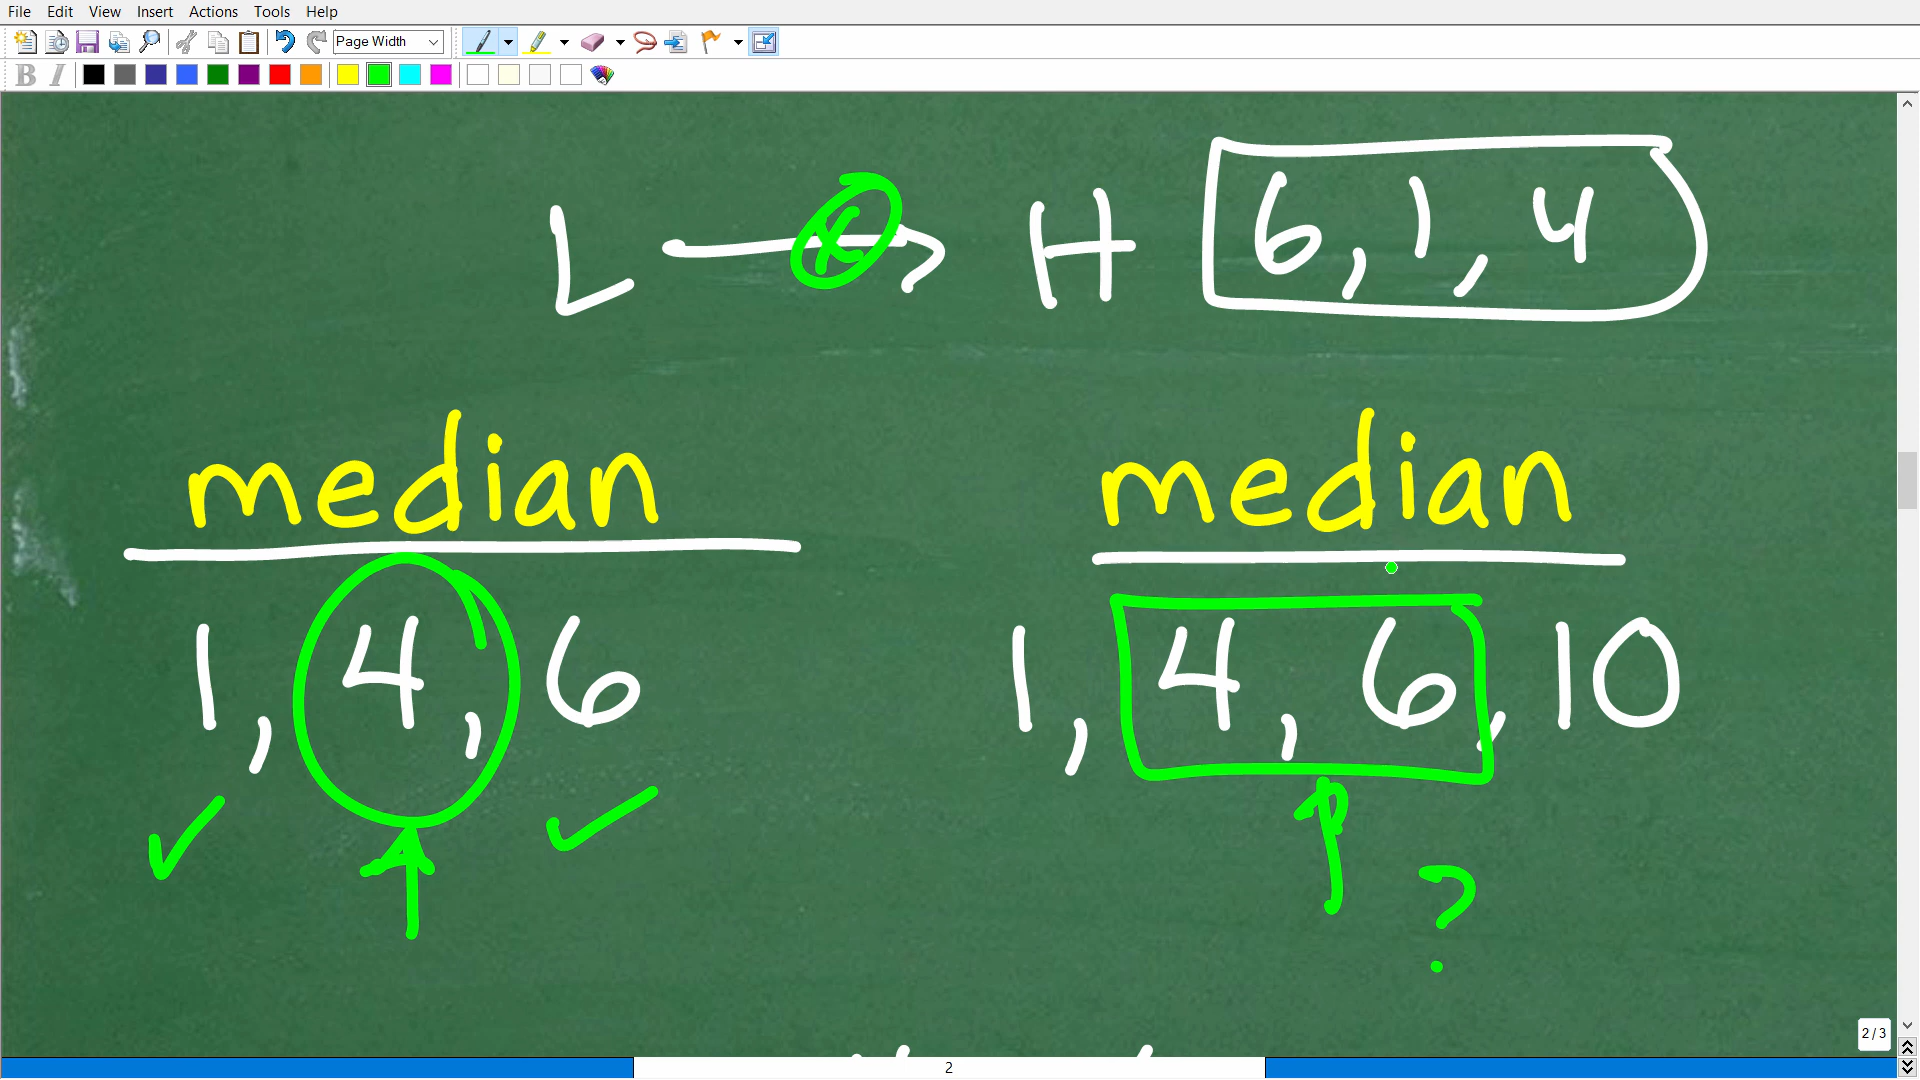 File Edit View Insert Actions Tools Help
Page Width
B I
L → H 6, 1, 4
median
1, 4, 6
median
1, 4, 6, 10
?
2 / 3
2